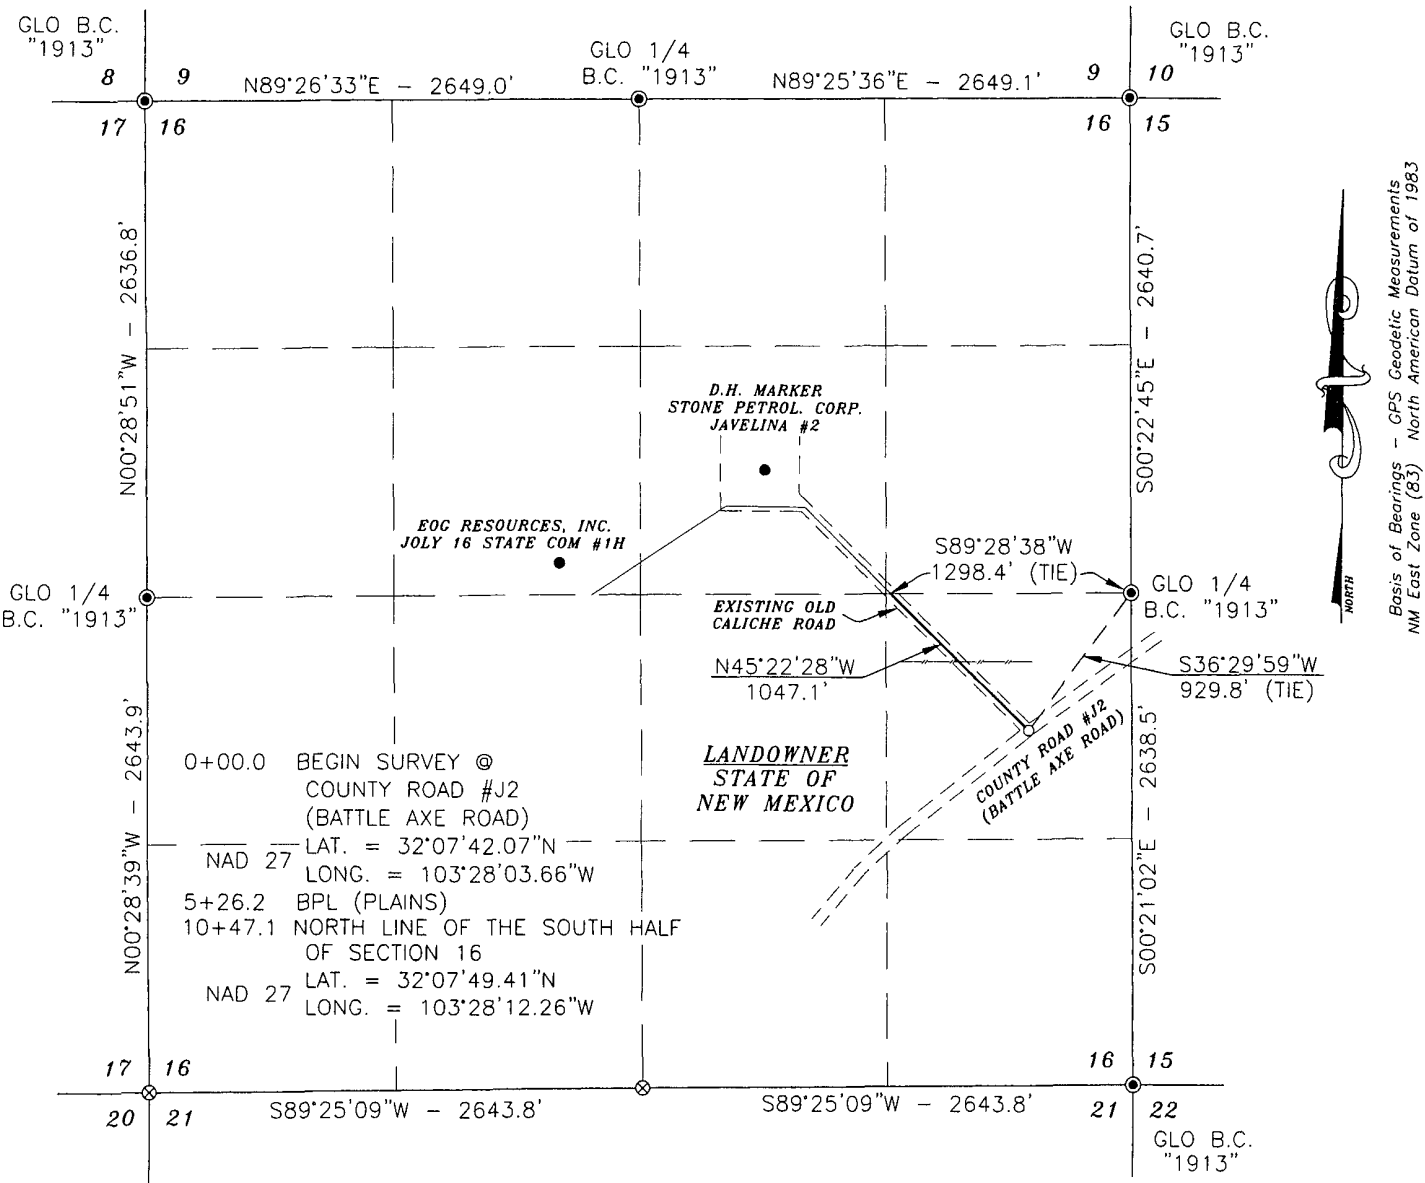 GLO B.C.
"1913"
GLO 1/4
B.C. "1913"
GLO B.C.
"1913"
8 9
N89°26'33"E – 2649.0'
N89°25'36"E – 2649.1'
9 10
17 16
16 15
N00°28'51"W – 2636.8'
S00°22'45"E – 2640.7'
Basis of Bearings – GPS Geodetic Measurements
NM East Zone (83) North American Datum of 1983
NORTH
D.H. MARKER
STONE PETROL. CORP.
JAVELINA #2
EOG RESOURCES, INC.
JOLY 16 STATE COM #1H
S89°28'38"W
1298.4' (TIE)
GLO 1/4
B.C. "1913"
GLO 1/4
B.C. "1913"
EXISTING OLD
CALICHE ROAD
N45°22'28"W
1047.1'
S36°29'59"W
929.8' (TIE)
COUNTY ROAD #J2
(BATTLE AXE ROAD)
LANDOWNER
STATE OF
NEW MEXICO
N00°28'39"W – 2643.9'
S00°21'02"E – 2638.5'
0+00.0 BEGIN SURVEY @
COUNTY ROAD #J2
(BATTLE AXE ROAD)
NAD 27 LAT. = 32°07'42.07"N
LONG. = 103°28'03.66"W
5+26.2 BPL (PLAINS)
10+47.1 NORTH LINE OF THE SOUTH HALF
OF SECTION 16
NAD 27 LAT. = 32°07'49.41"N
LONG. = 103°28'12.26"W
17 16
16 15
S89°25'09"W – 2643.8'
S89°25'09"W – 2643.8'
20 21
21 22
GLO B.C.
"1913"